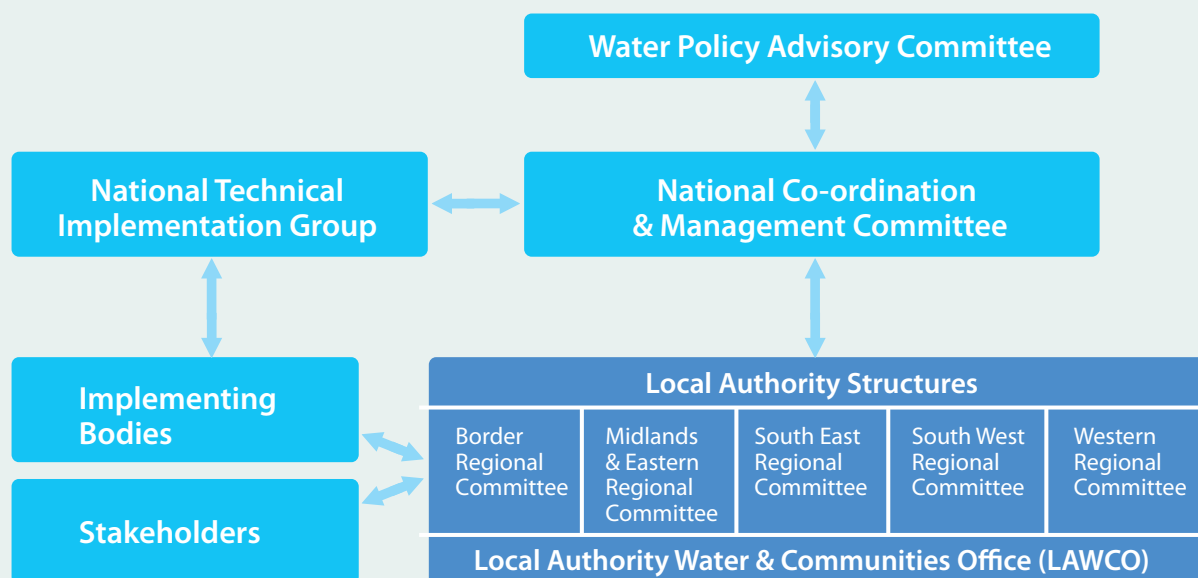 Water Policy Advisory Committee
National Technical
Implementation Group
National Co-ordination
& Management Committee
Implementing
Bodies
Stakeholders
Local Authority Structures
Border
Regional
Committee
Midlands
& Eastern
Regional
Committee
South East
Regional
Committee
South West
Regional
Committee
Western
Regional
Committee
Local Authority Water & Communities Office (LAWCO)